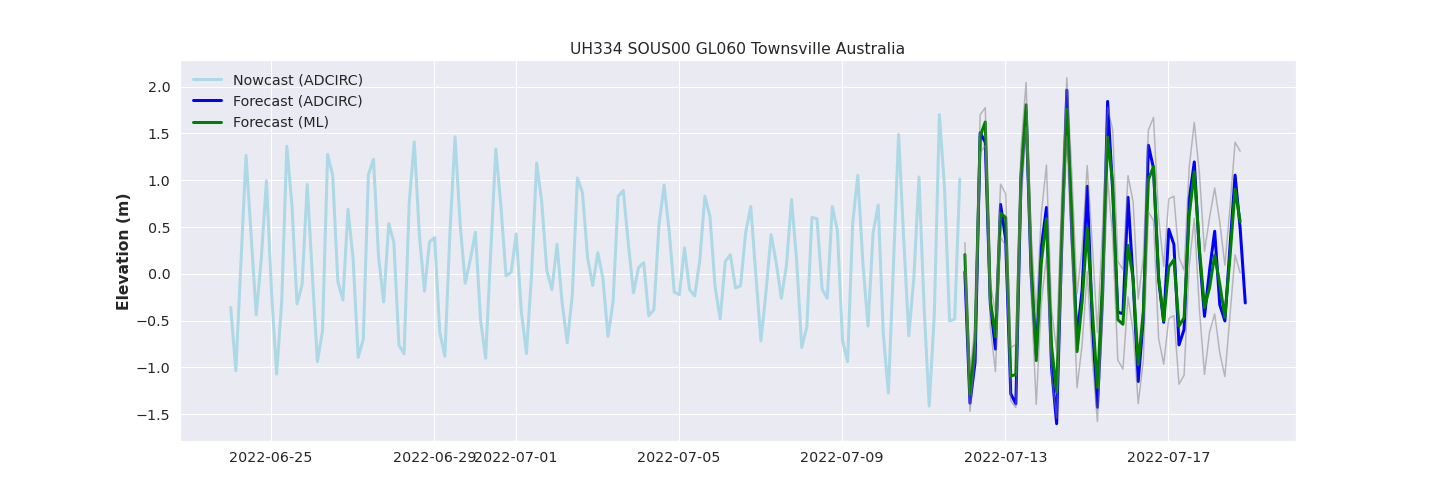 UH334 SOUS00 GL060 Townsville Australia
Nowcast (ADCIRC)
Forecast (ADCIRC)
Forecast (ML)
Elevation (m)
2.0
1.5
1.0
0.5
0.0
−0.5
−1.0
−1.5
2022-06-25 2022-06-29 2022-07-01 2022-07-05 2022-07-09 2022-07-13 2022-07-17